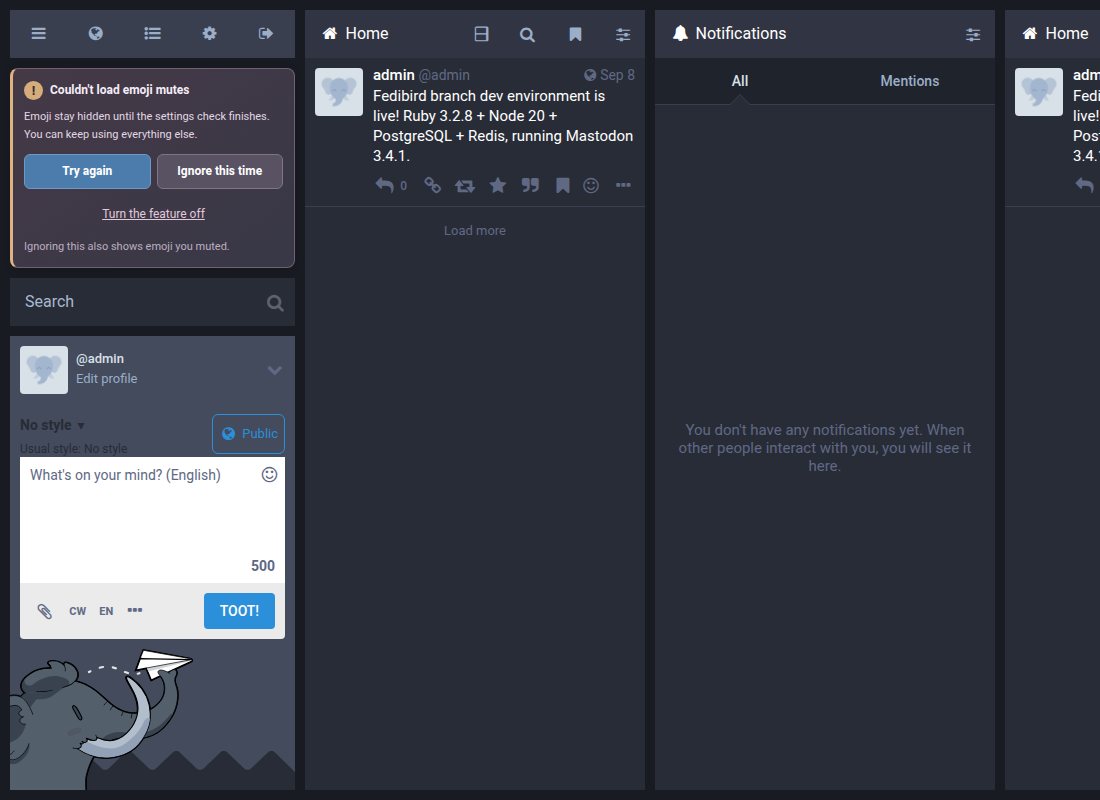 Couldn't load emoji mutes
Emoji stay hidden until the settings check finishes.
You can keep using everything else.
Try again
Ignore this time
Turn the feature off
Ignoring this also shows emoji you muted.
Search
@admin
Edit profile
No style ▾
Usual style: No style
Public
What's on your mind? (English)
500
CW EN
TOOT!
Home
admin @admin
Sep 8
Fedibird branch dev environment is
live! Ruby 3.2.8 + Node 20 +
PostgreSQL + Redis, running Mastodon
3.4.1.
0
Load more
Notifications
All
Mentions
You don't have any notifications yet. When
other people interact with you, you will see it
here.
Home
3.4.1.